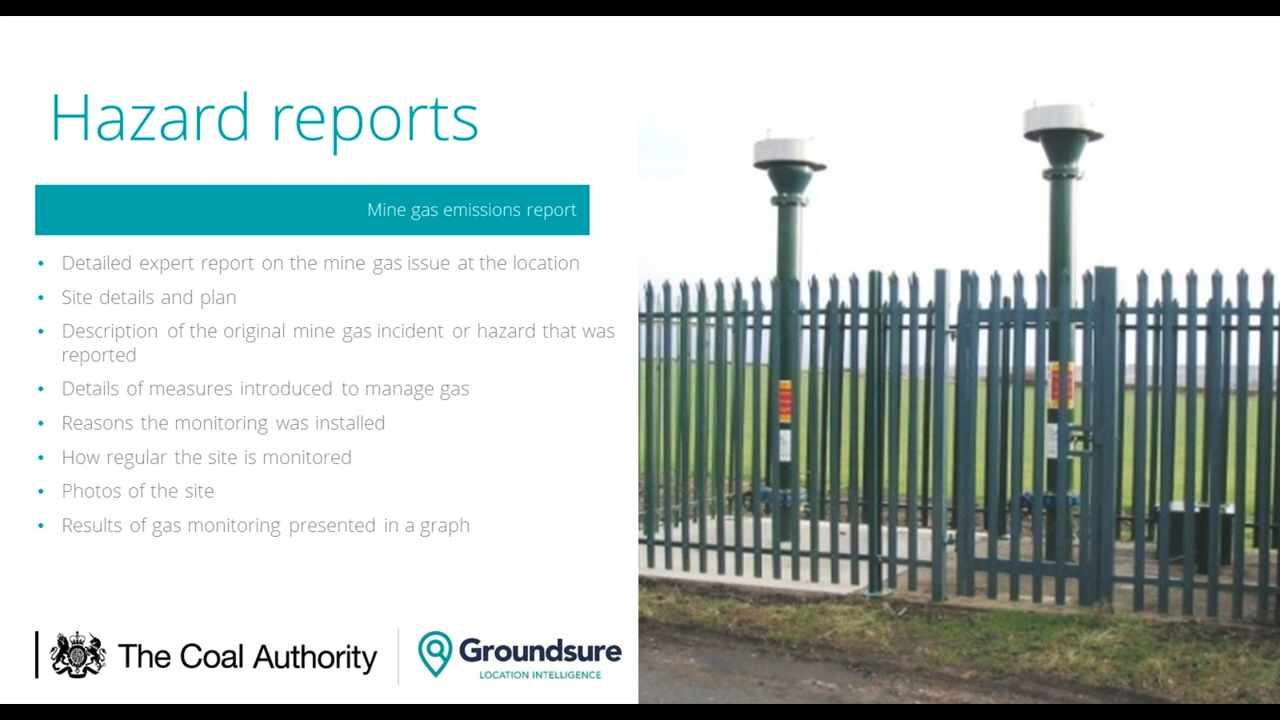 Hazard reports
Mine gas emissions report
• Detailed expert report on the mine gas issue at the location
• Site details and plan
• Description of the original mine gas incident or hazard that was
reported
• Details of measures introduced to manage gas
• Reasons the monitoring was installed
• How regular the site is monitored
• Photos of the site
• Results of gas monitoring presented in a graph
The Coal Authority
Groundsure
LOCATION INTELLIGENCE